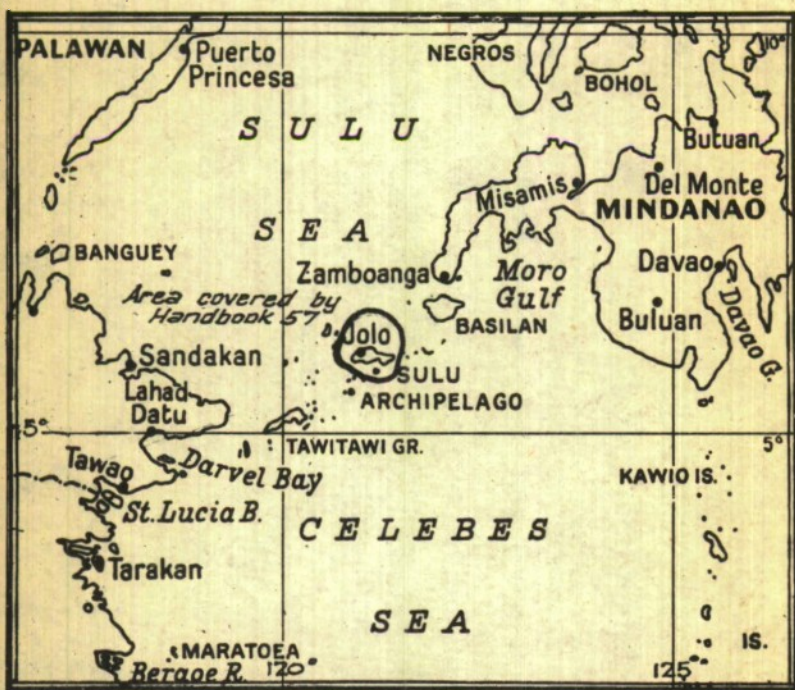 PALAWAN
Puerto
Princesa
NEGROS
BOHOL
10°
SULU
SEA
Butuan
Misamis
Del Monte
MINDANAO
BANGUEY
Zamboanga
Moro
Gulf
Davao
Davao G.
Area covered by
Handbook 57
BASILAN
Buluan
Jolo
Sandakan
SULU
ARCHIPELAGO
Lahad
Datu
5°
TAWITAWI GR.
5°
Tawao
Darvel Bay
KAWIO IS.
St. Lucia B.
CELEBES
SEA
Tarakan
MARATOEA
Beraoe R.
120°
125°
IS.